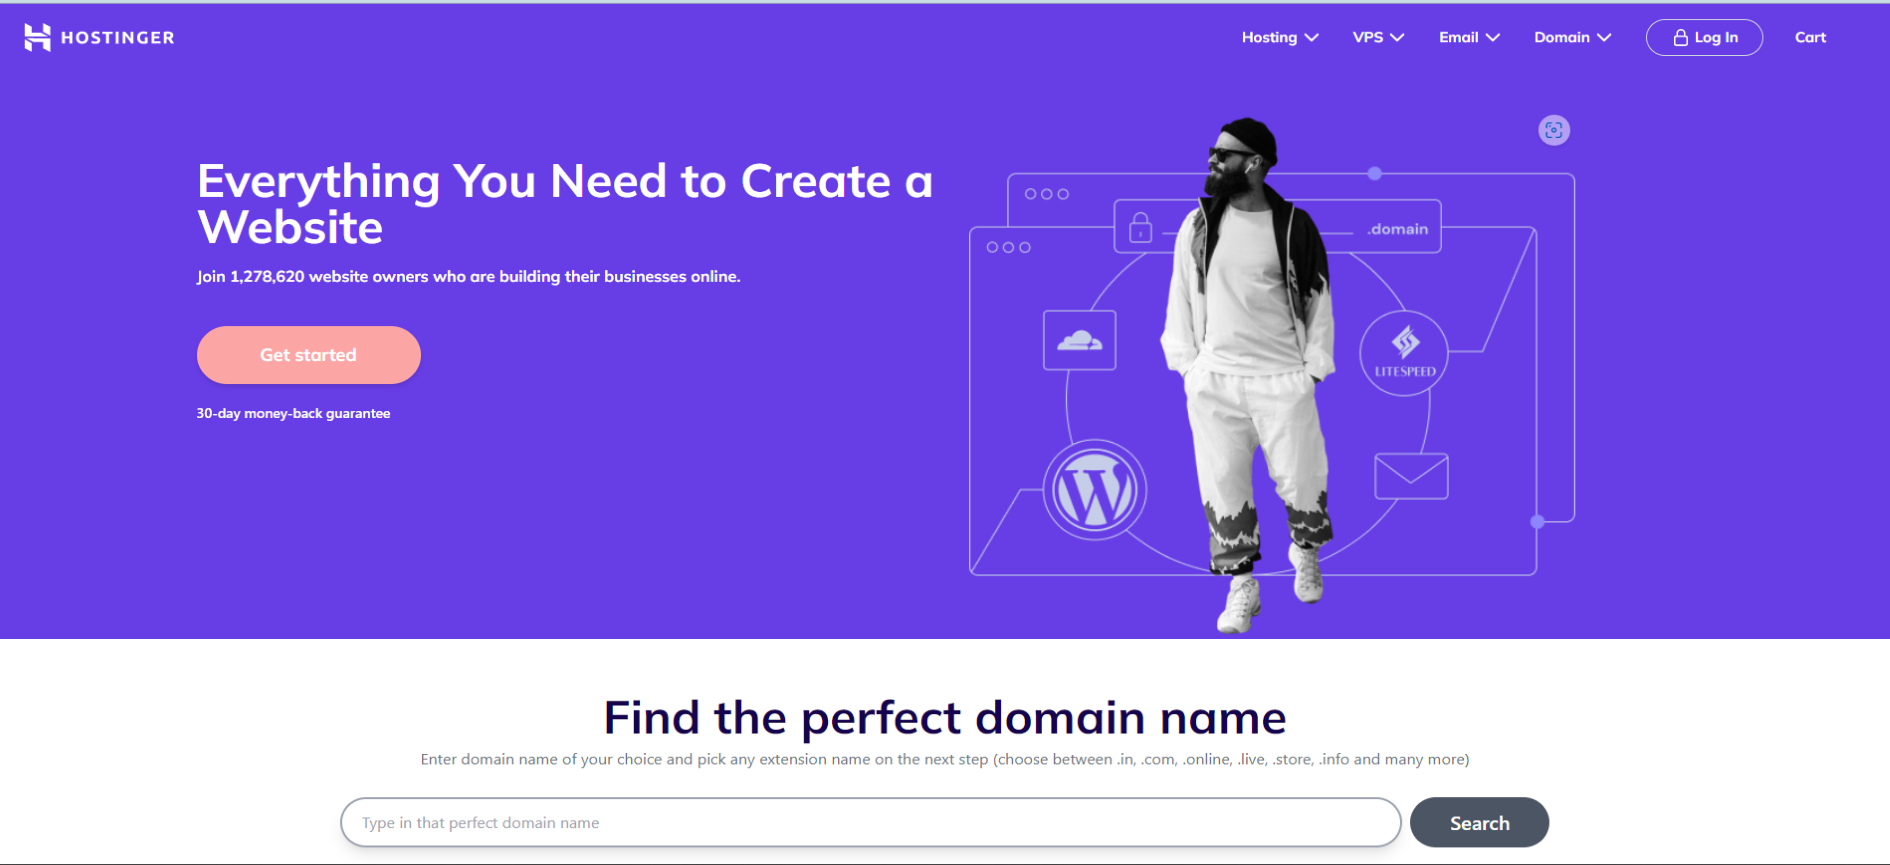 HOSTINGER
Hosting
VPS
Email
Domain
Log In
Cart
Everything You Need to Create a
Website
Join 1,278,620 website owners who are building their businesses online.
Get started
30-day money-back guarantee
.domain
LITESPEED
W
Find the perfect domain name
Enter domain name of your choice and pick any extension name on the next step (choose between .in, .com, .online, .live, .store, .info and many more)
Type in that perfect domain name
Search